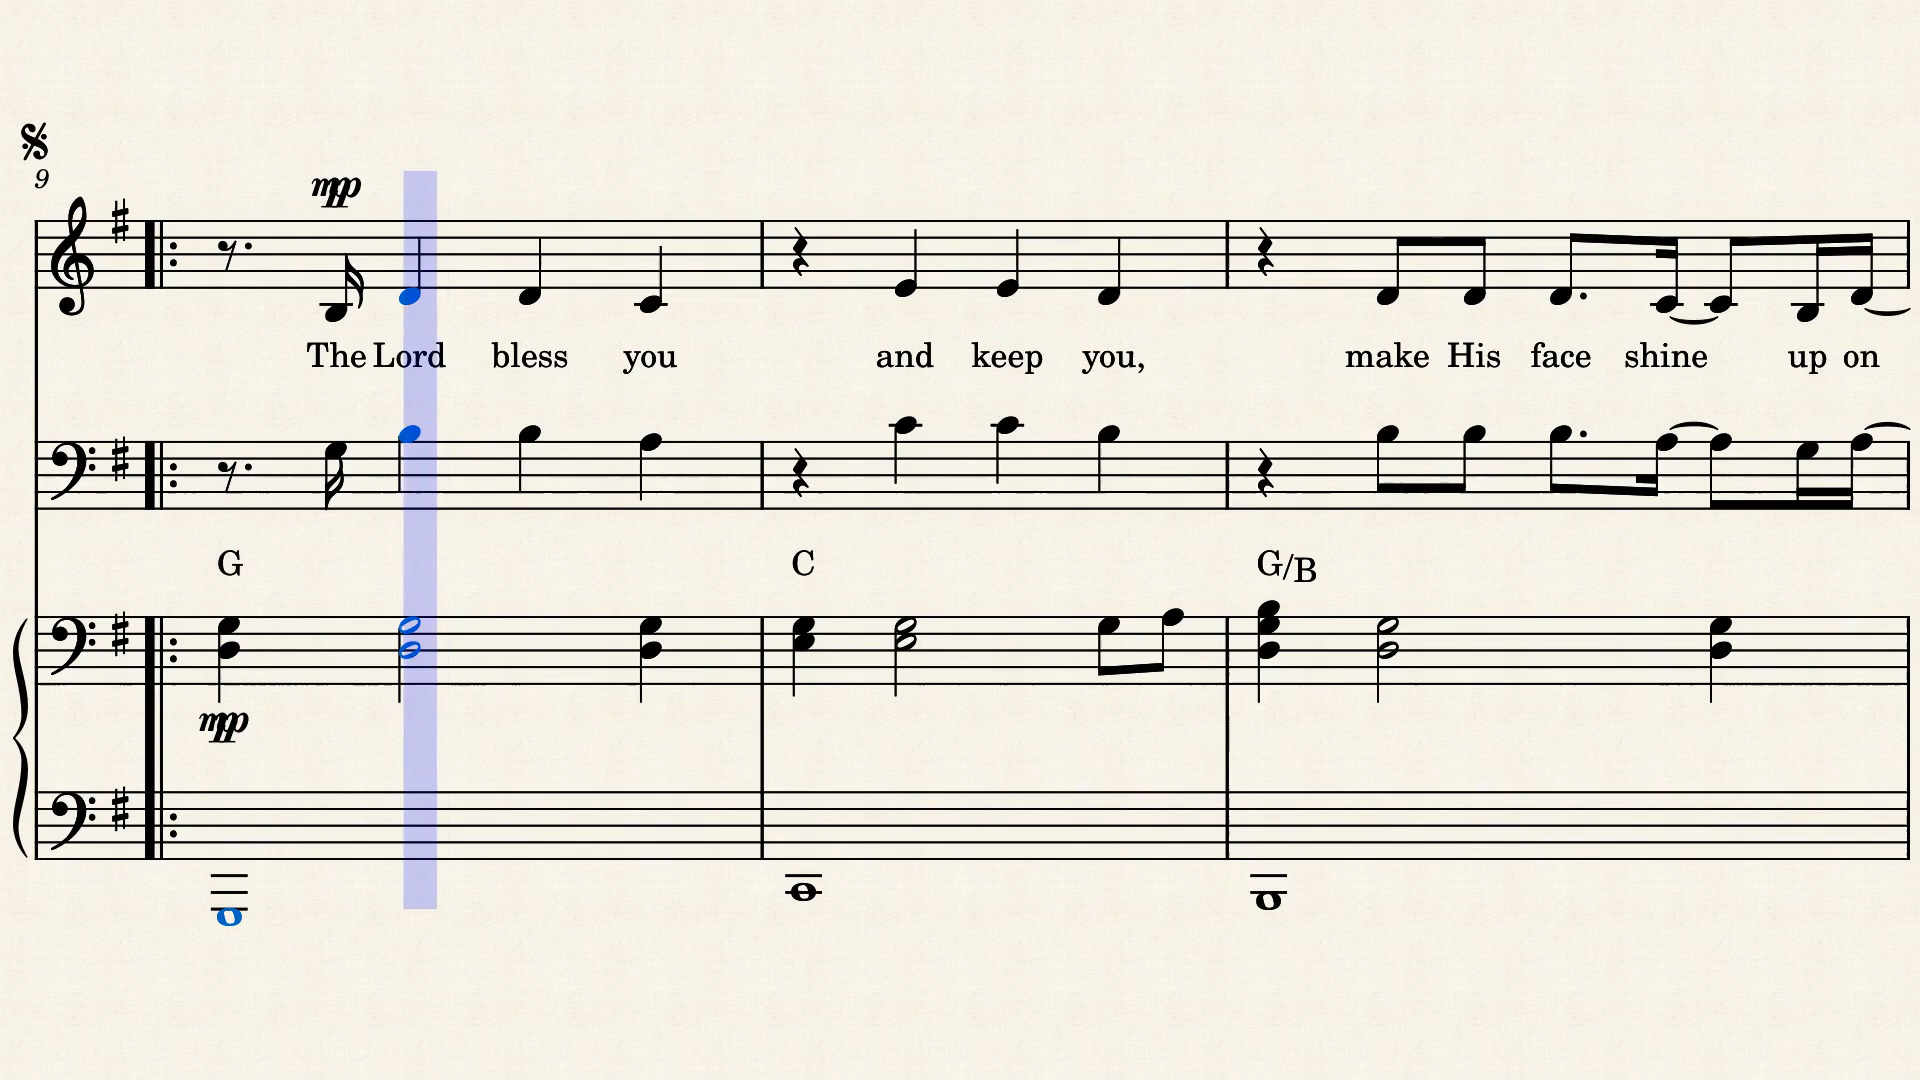 9
mp
The Lord bless you and keep you, make His face shine up on
G C G/B
mp